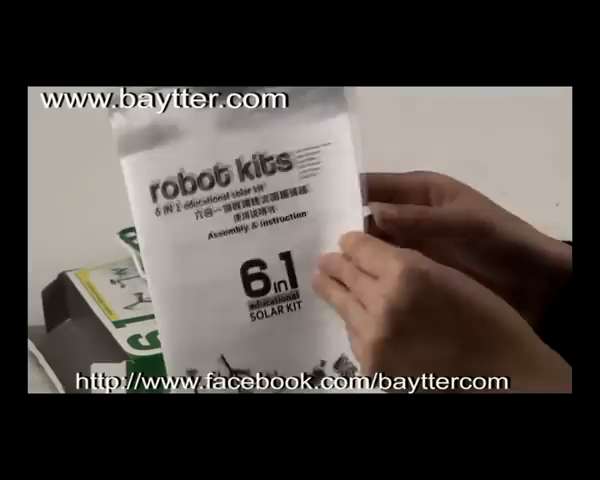 www.baytter.com
robot kits
6 IN 1 educational solar kit
Assembly & Instruction
6 in 1
educational
SOLAR KIT
61
http://www.facebook.com/bayttercom